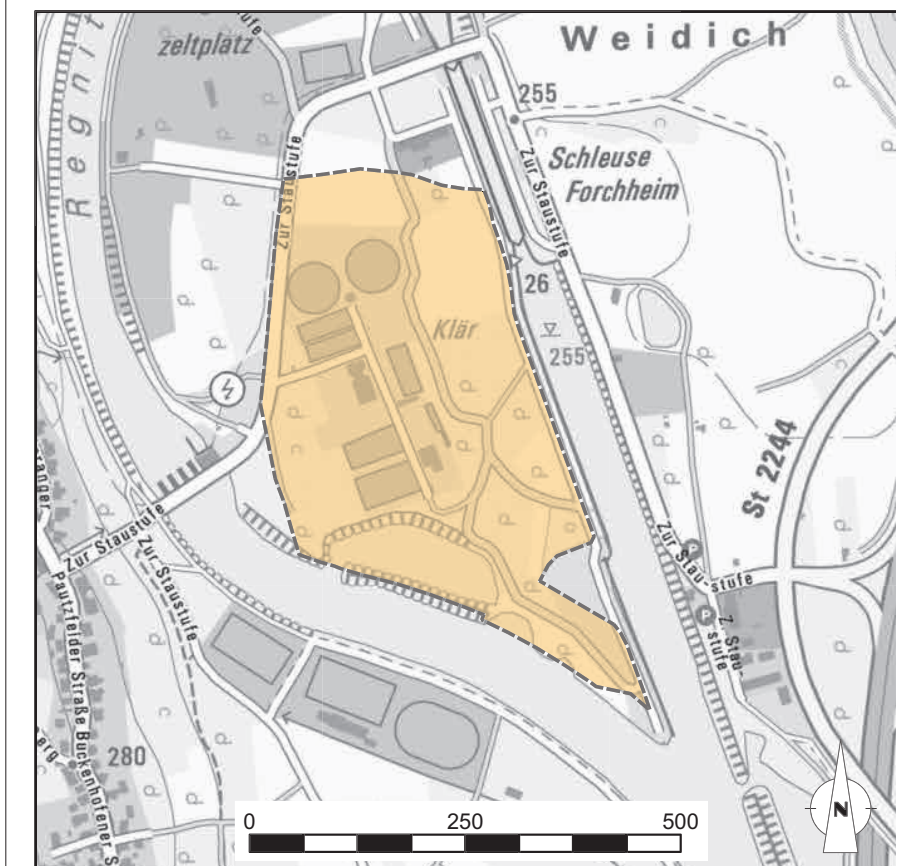 Weidich
zeltplatz
Regnit
255
Schleuse
Forchheim
Zur Staustufe
Zur Staustufe
26
Klär
255
St 2244
Zur Staustufe
Zur Staustufe
Zur Stau-stufe
Z. Stau-
stufe
Pautzfelder Straße
Buckenhofener S
280
0 250 500
N